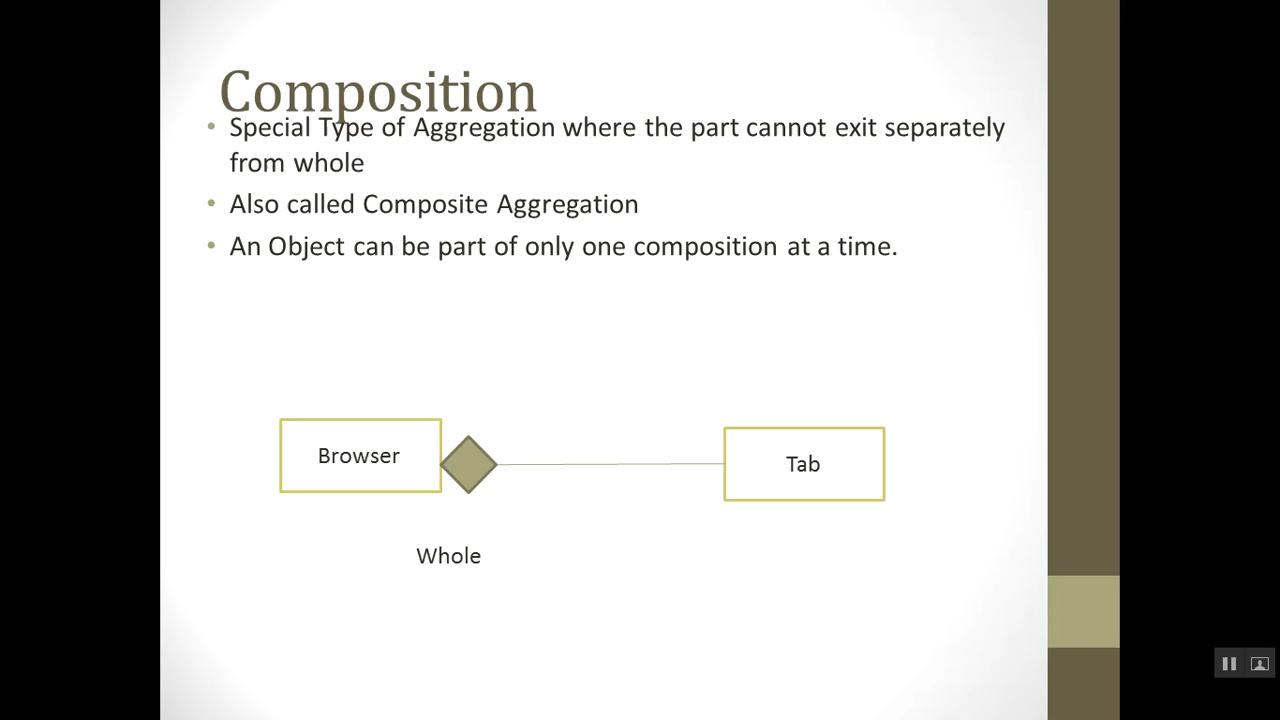 Composition
• Special Type of Aggregation where the part cannot exit separately
from whole
• Also called Composite Aggregation
• An Object can be part of only one composition at a time.
Browser
Tab
Whole